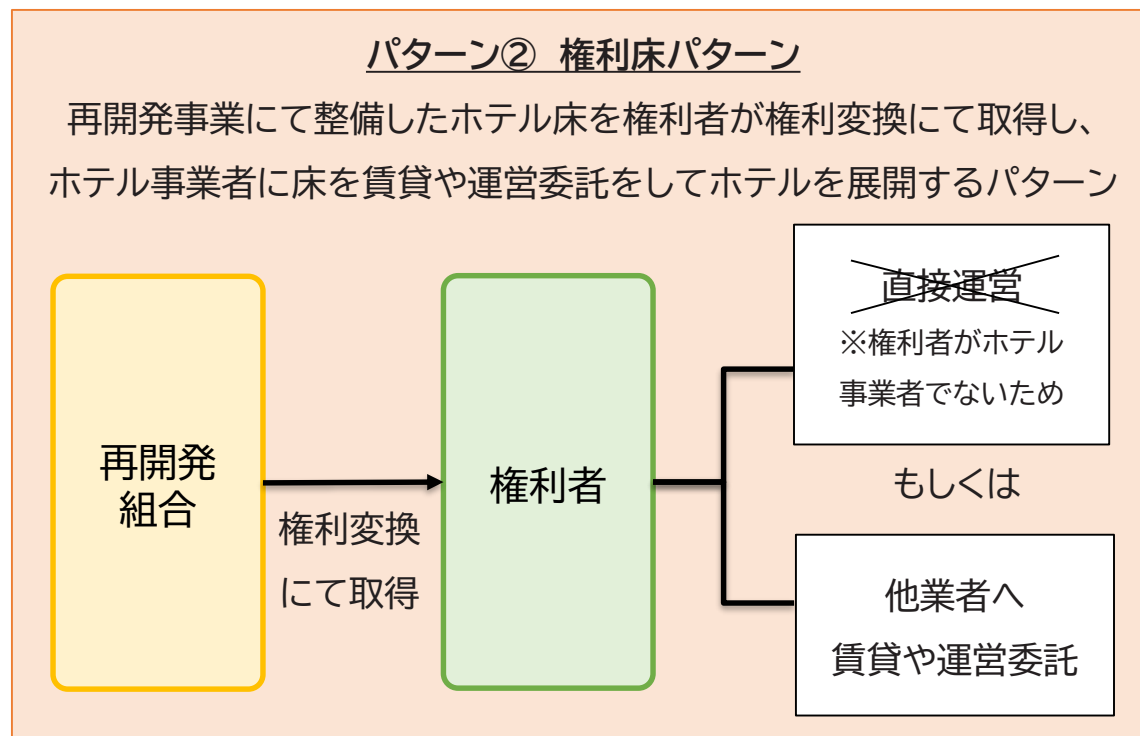 パターン② 権利床パターン
再開発事業にて整備したホテル床を権利者が権利変換にて取得し、
ホテル事業者に床を賃貸や運営委託をしてホテルを展開するパターン
再開発
組合
権利変換
にて取得
権利者
直接運営
※権利者がホテル
事業者でないため
もしくは
他業者へ
賃貸や運営委託